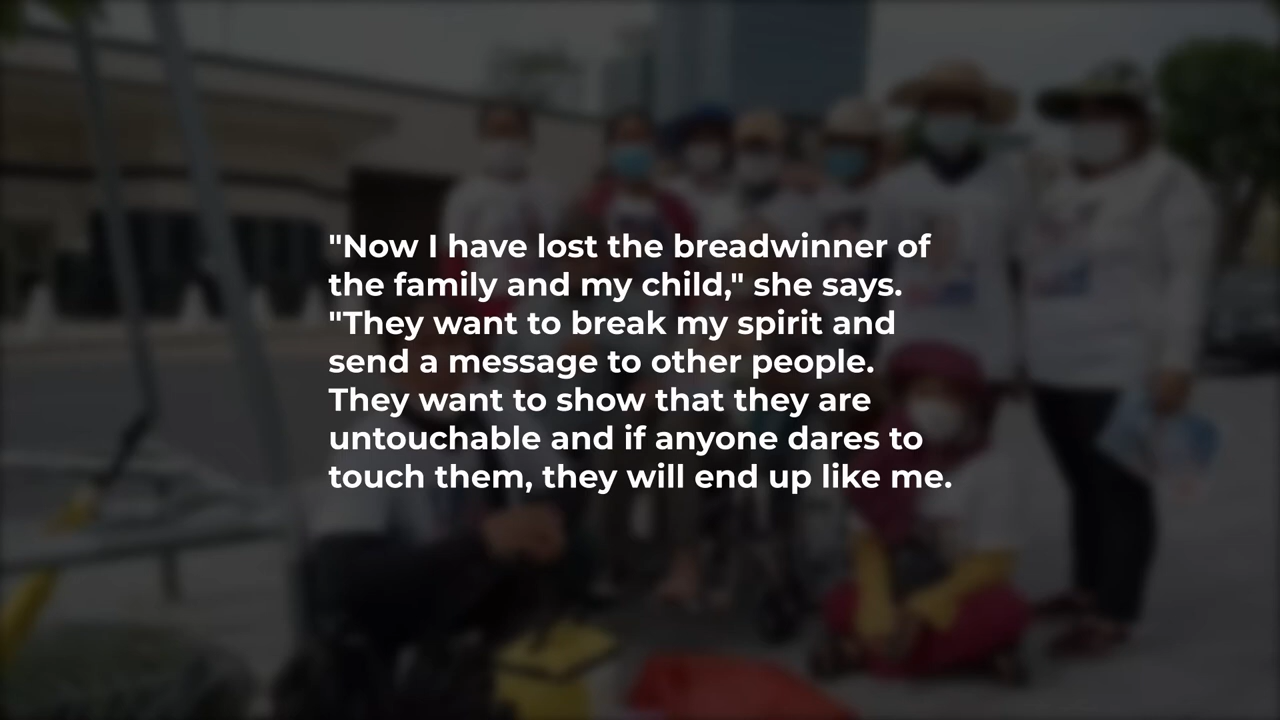 "Now I have lost the breadwinner of
the family and my child," she says.
"They want to break my spirit and
send a message to other people.
They want to show that they are
untouchable and if anyone dares to
touch them, they will end up like me.